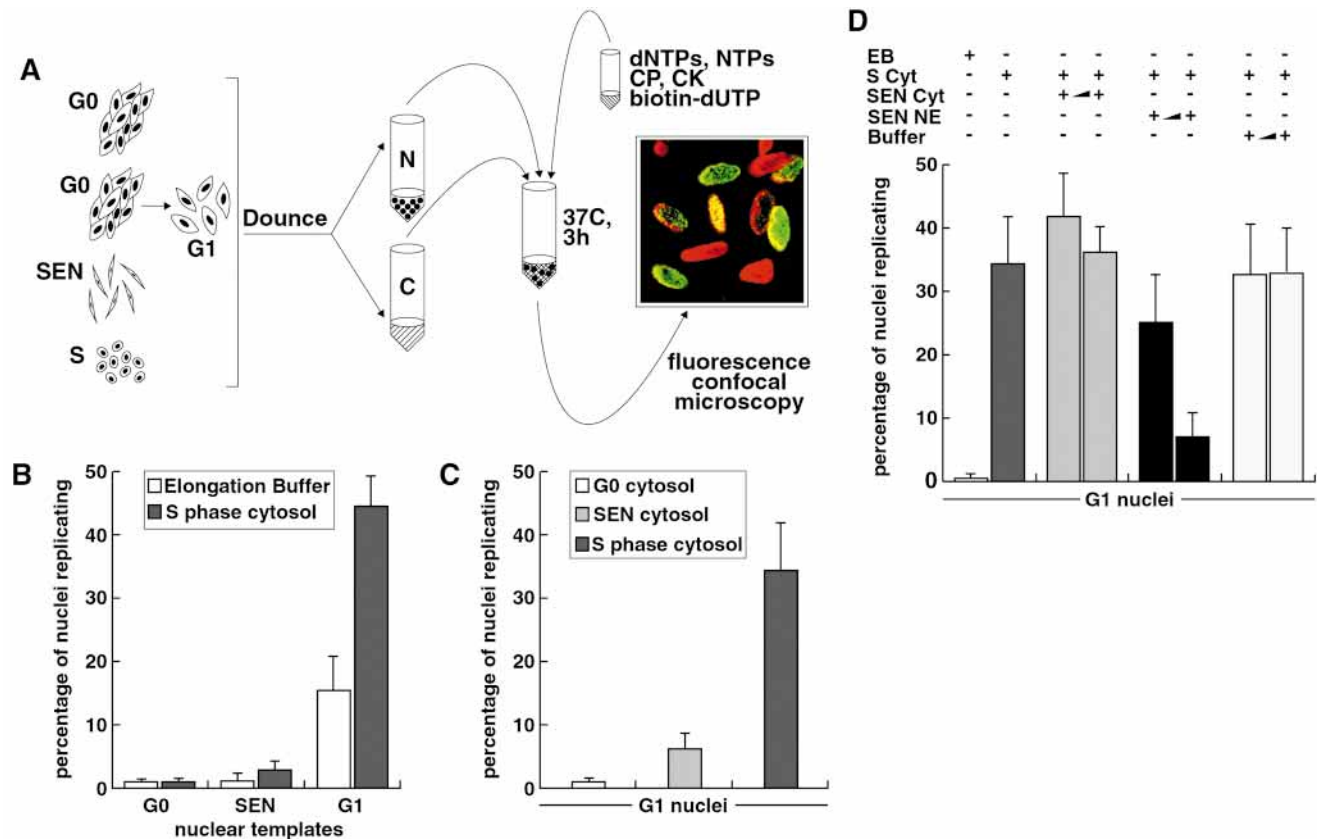 A
G0
G0
G1
SEN
S
Dounce
N
C
dNTPs, NTPs
CP, CK
biotin-dUTP
37C,
3h
fluorescence
confocal
microscopy
B
percentage of nuclei replicating
50
40
30
20
10
0
Elongation Buffer
S phase cytosol
G0 SEN G1
nuclear templates
C
percentage of nuclei replicating
50
40
30
20
10
0
G0 cytosol
SEN cytosol
S phase cytosol
G1 nuclei
D
EB + - - - - - - -
S Cyt - + + + + + + +
SEN Cyt - - + + - - - -
SEN NE - - - - + + - -
Buffer - - - - - - + +
percentage of nuclei replicating
50
40
30
20
10
0
G1 nuclei